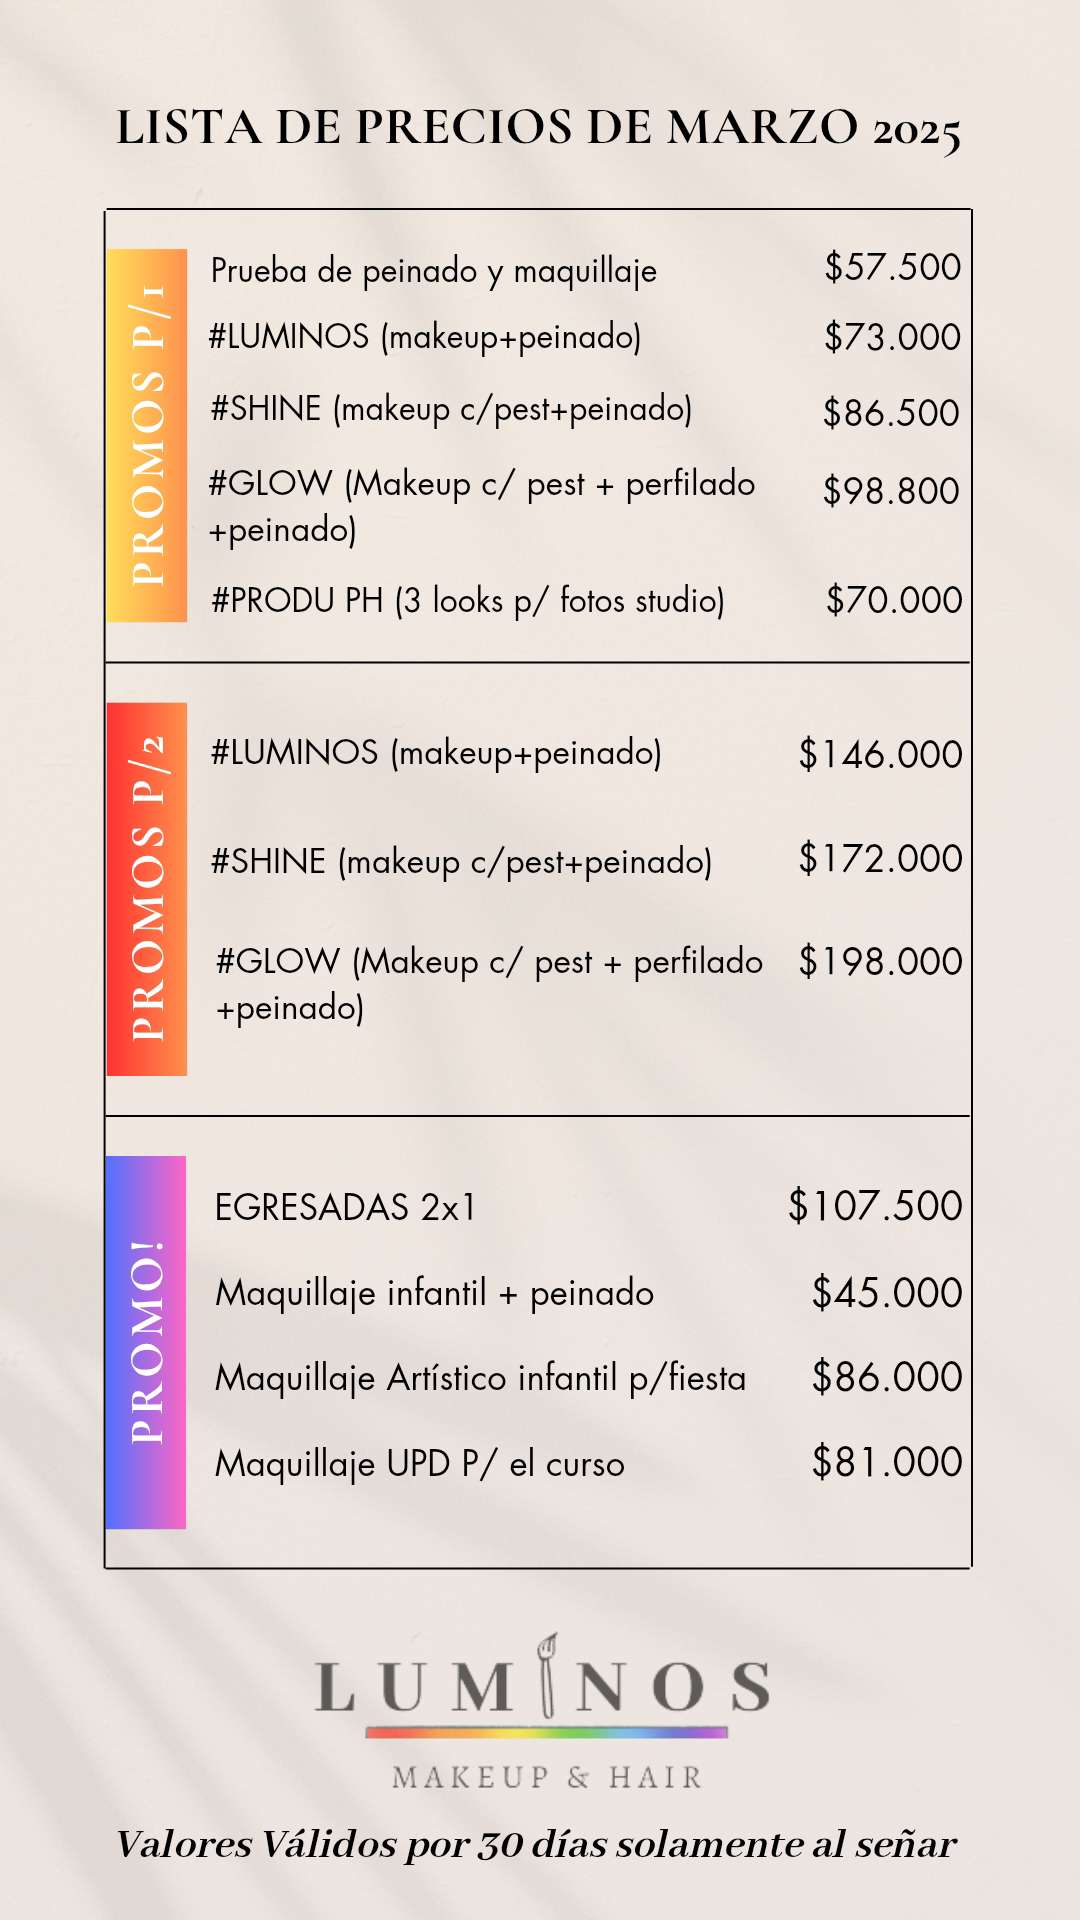 LISTA DE PRECIOS DE MARZO 2025
PROMOS P/1
Prueba de peinado y maquillaje $57.500
#LUMINOS (makeup+peinado) $73.000
#SHINE (makeup c/pest+peinado) $86.500
#GLOW (Makeup c/ pest + perfilado $98.800
+peinado)
#PRODU PH (3 looks p/ fotos studio) $70.000
PROMOS P/2
#LUMINOS (makeup+peinado) $146.000
#SHINE (makeup c/pest+peinado) $172.000
#GLOW (Makeup c/ pest + perfilado $198.000
+peinado)
PROMO!
EGRESADAS 2x1 $107.500
Maquillaje infantil + peinado $45.000
Maquillaje Artístico infantil p/fiesta $86.000
Maquillaje UPD P/ el curso $81.000
LUMINOS
MAKEUP & HAIR
Valores Válidos por 30 días solamente al señar